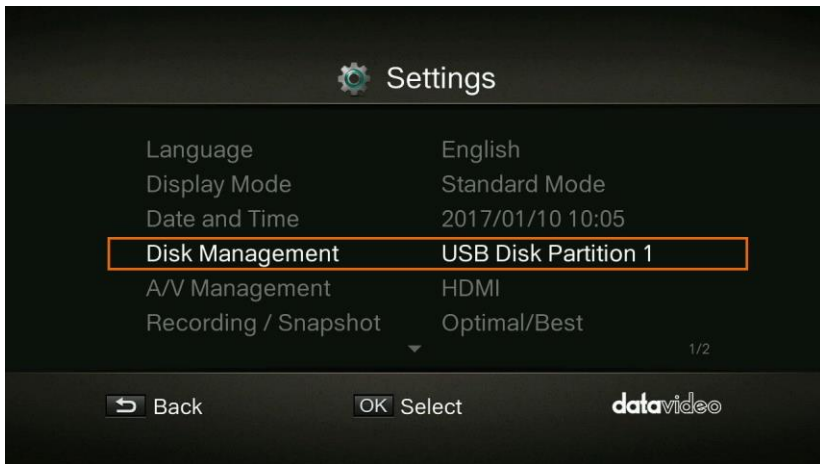 Settings
Language English
Display Mode Standard Mode
Date and Time 2017/01/10 10:05
Disk Management USB Disk Partition 1
A/V Management HDMI
Recording / Snapshot Optimal/Best
1/2
Back OK Select datavideo